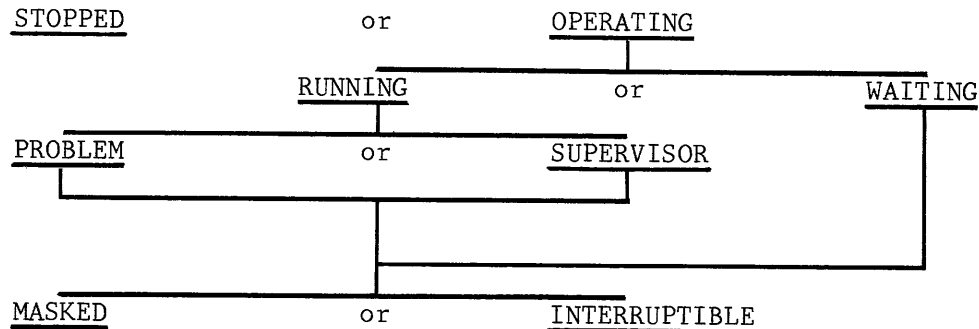 STOPPED or OPERATING
RUNNING or WAITING
PROBLEM or SUPERVISOR
MASKED or INTERRUPTIBLE